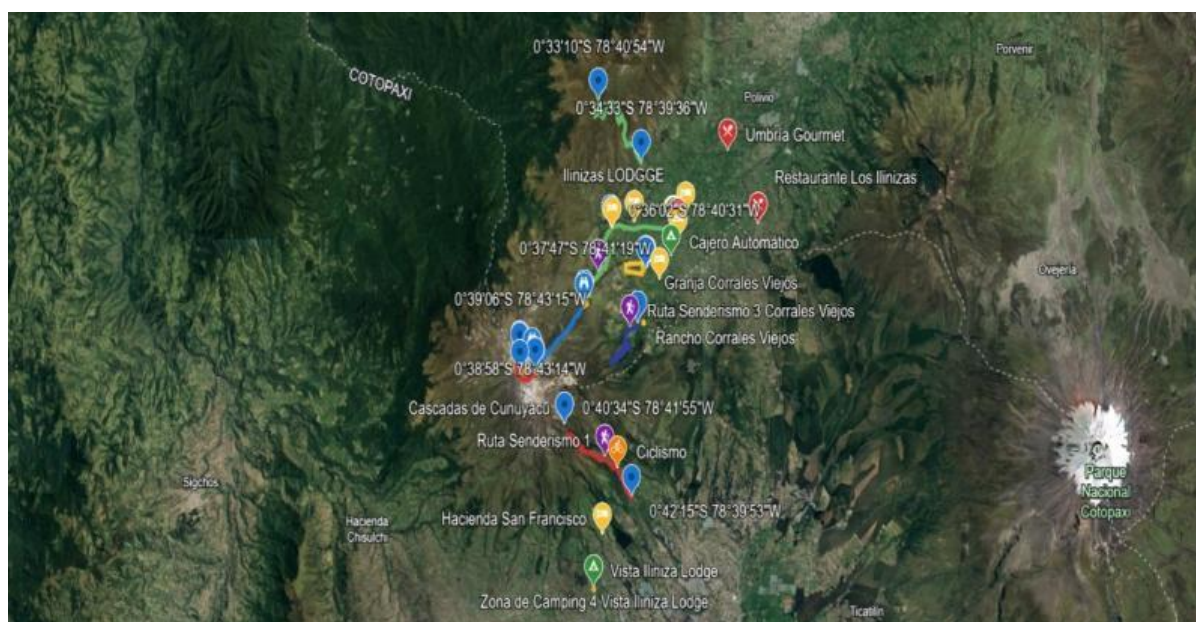 0°33'10"S 78°40'54"W
Porvenir
COTOPAXI
Polivio
0°34'33"S 78°39'36"W
Umbría Gourmet
Ilinizas LODGGE
Restaurante Los Ilinizas
0°36'02"S 78°40'31"W
0°37'47"S 78°41'19"W
Cajero Automático
Ovejería
Granja Corrales Viejos
0°39'06"S 78°43'15"W
Ruta Senderismo 3 Corrales Viejos
Rancho Corrales Viejos
0°38'58"S 78°43'14"W
Cascadas de Cunuyacu
0°40'34"S 78°41'55"W
Ruta Senderismo 1
Ciclismo
Parque
Nacional
Cotopaxi
Sigchos
0°42'15"S 78°39'53"W
Hacienda San Francisco
Hacienda
Chisulchi
Vista Iliniza Lodge
Zona de Camping 4 Vista Iliniza Lodge
Ticatilín